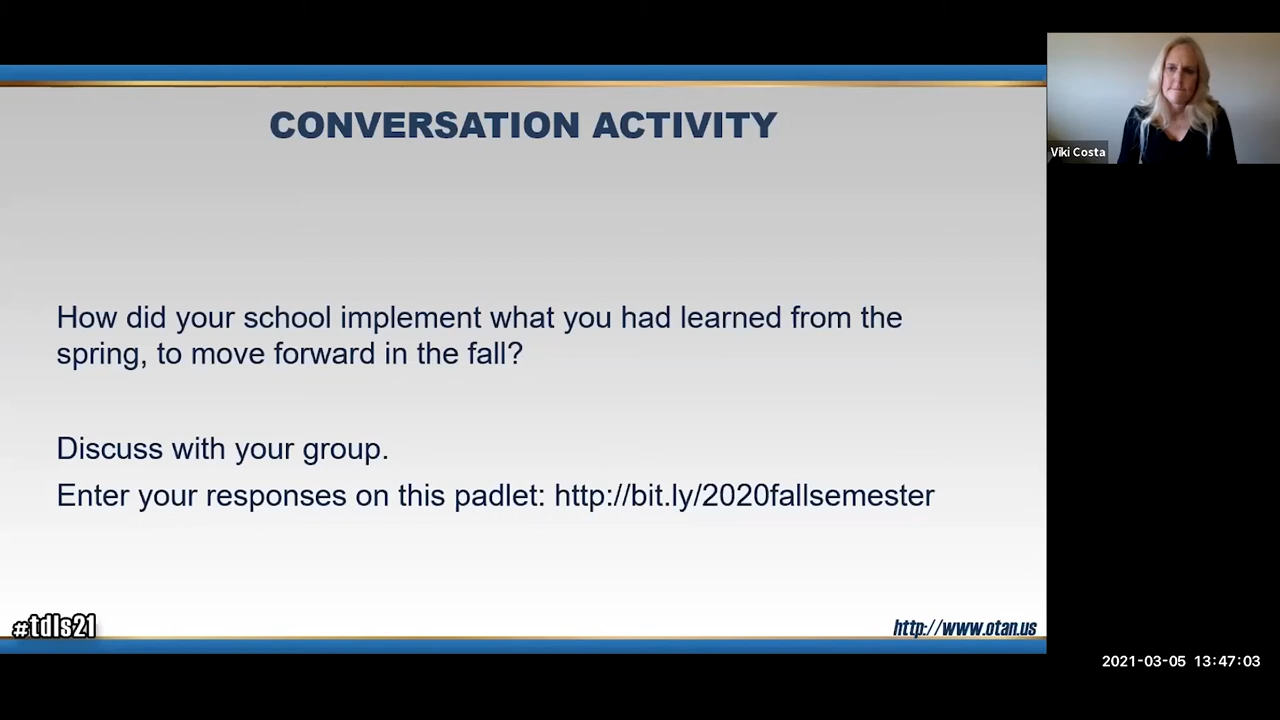 CONVERSATION ACTIVITY
Viki Costa
How did your school implement what you had learned from the
spring, to move forward in the fall?
Discuss with your group.
Enter your responses on this padlet: http://bit.ly/2020fallsemester
#tdls21
http://www.otan.us
2021-03-05 13:47:03